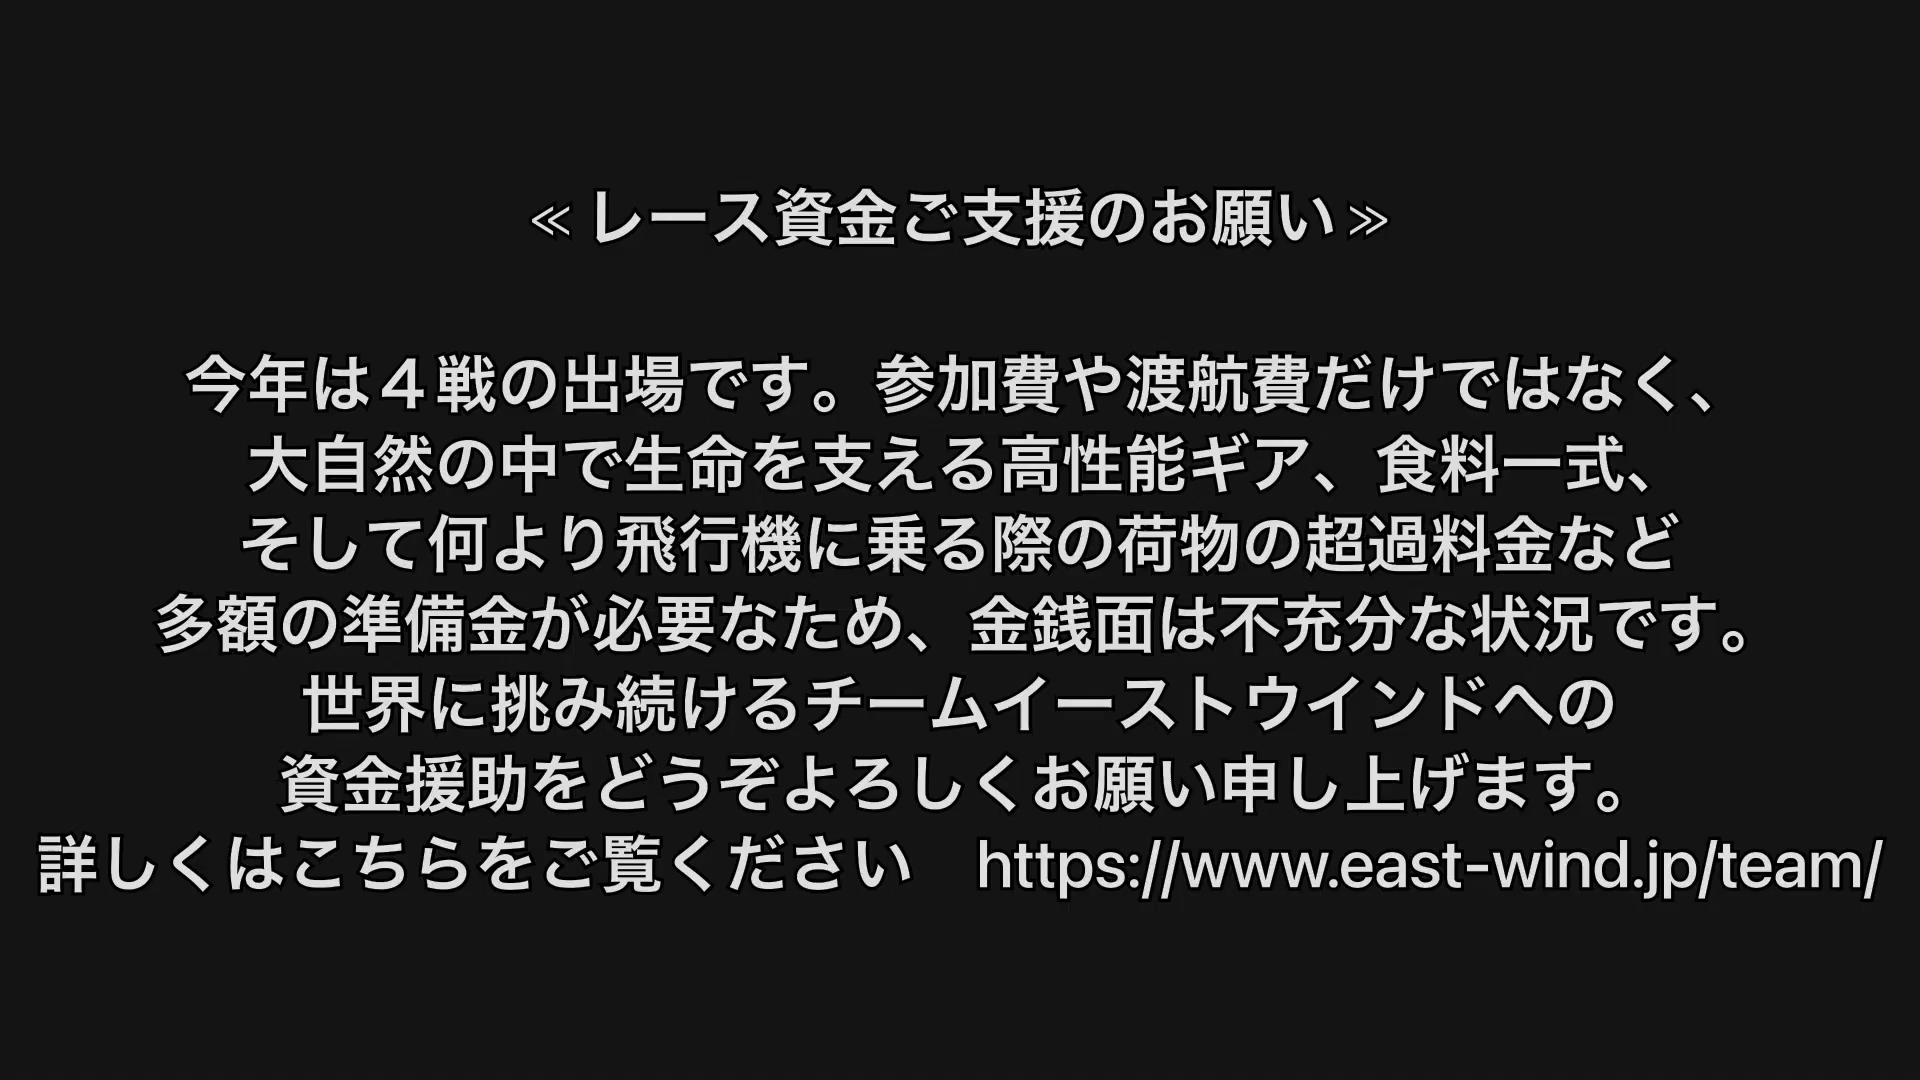 ≪レース資金ご支援のお願い≫
今年は４戦の出場です。参加費や渡航費だけではなく、
大自然の中で生命を支える高性能ギア、食料一式、
そして何より飛行機に乗る際の荷物の超過料金など
多額の準備金が必要なため、金銭面は不充分な状況です。
世界に挑み続けるチームイーストウインドへの
資金援助をどうぞよろしくお願い申し上げます。
詳しくはこちらをご覧ください　https://www.east-wind.jp/team/